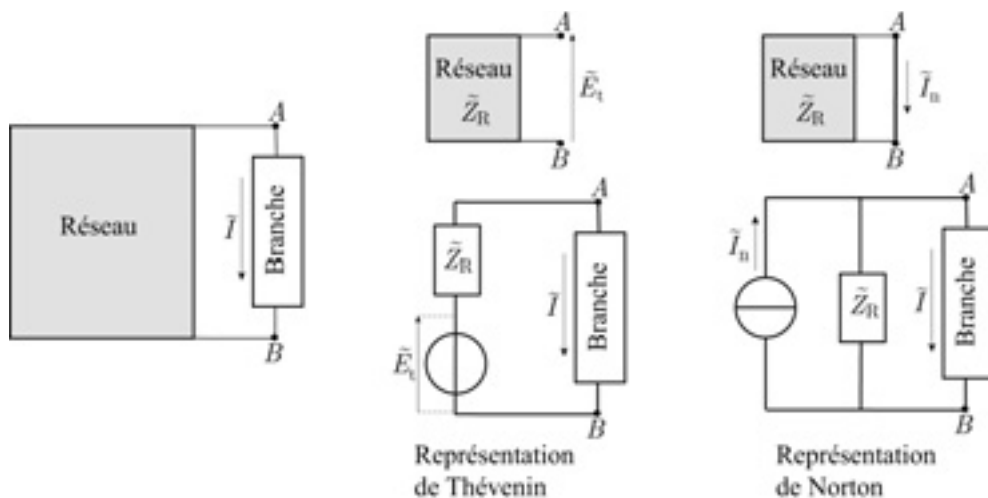 Réseau
Ĩ
Branche
A
B
Réseau
Z̃R
A
Ẽt
B
Z̃R
Ẽt
Ĩ
Branche
A
B
Représentation
de Thévenin
Réseau
Z̃R
A
Ĩn
B
Ĩn
Z̃R
Ĩ
Branche
A
B
Représentation
de Norton